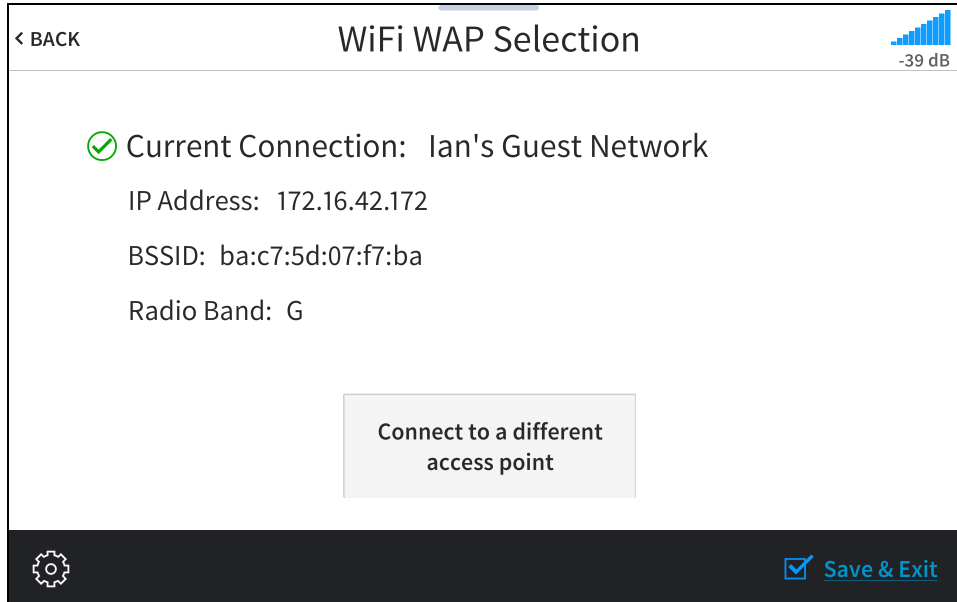 < BACK
WiFi WAP Selection
-39 dB
Current Connection: Ian's Guest Network
IP Address: 172.16.42.172
BSSID: ba:c7:5d:07:f7:ba
Radio Band: G
Connect to a different
access point
Save & Exit